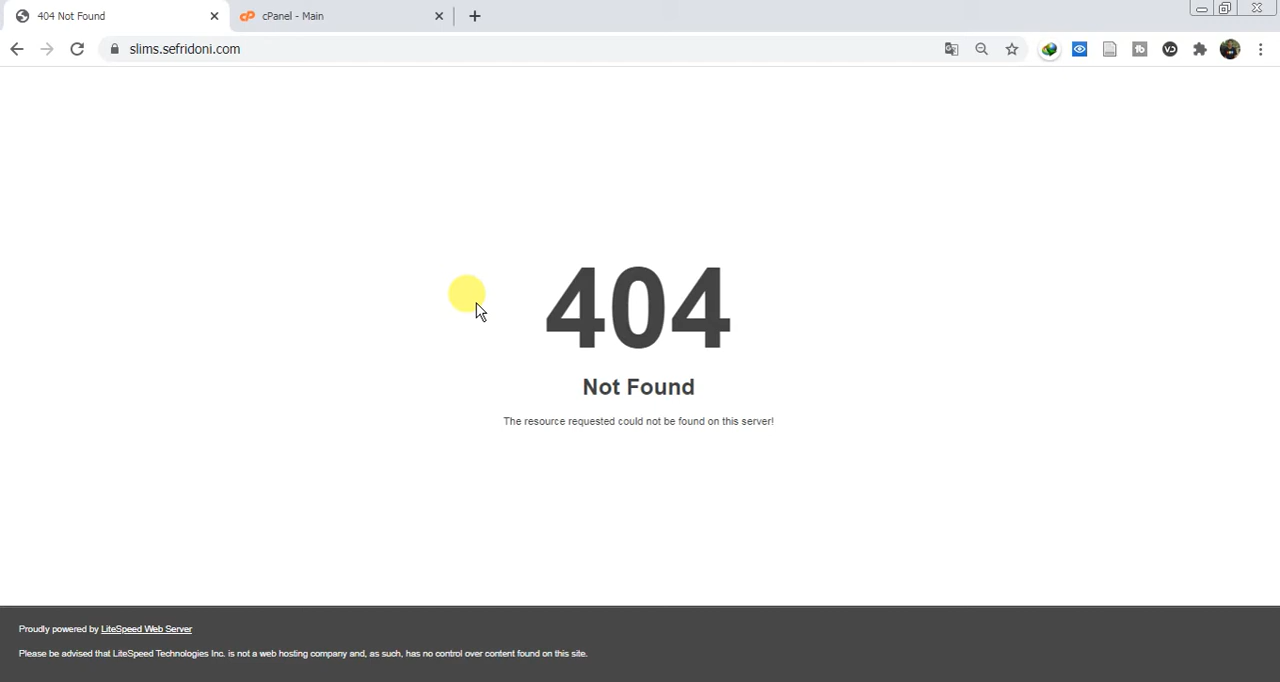 404 Not Found
cPanel - Main
slims.sefridoni.com
404
Not Found
The resource requested could not be found on this server!
Proudly powered by LiteSpeed Web Server
Please be advised that LiteSpeed Technologies Inc. is not a web hosting company and, as such, has no control over content found on this site.